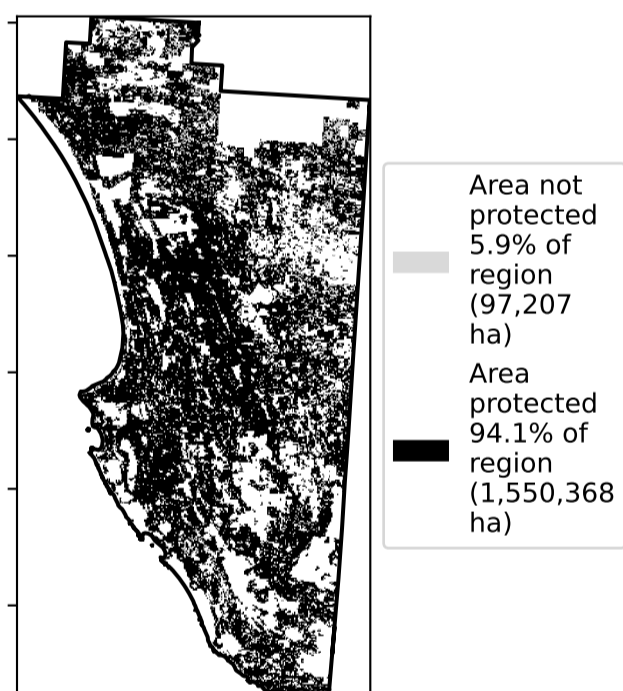 Area not
protected
5.9% of
region
(97,207
ha)
Area
protected
94.1% of
region
(1,550,368
ha)